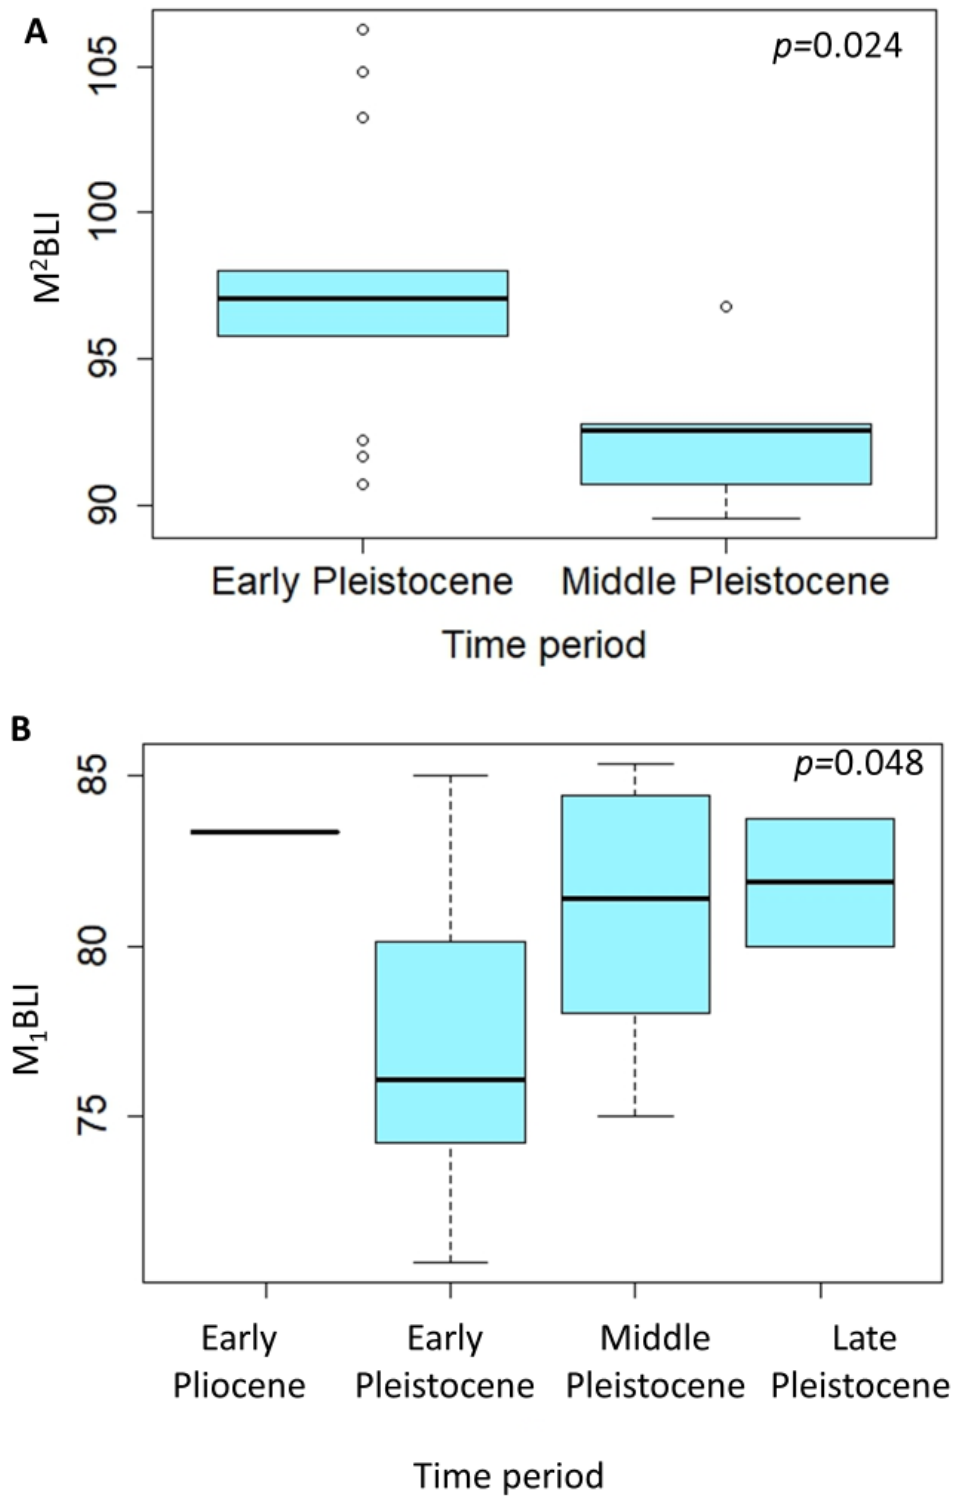 A
p=0.024
105
100
95
90
M²BLI
Early Pleistocene Middle Pleistocene
Time period
B
p=0.048
85
80
75
M₁BLI
Early Early Middle Late
Pliocene Pleistocene Pleistocene Pleistocene
Time period